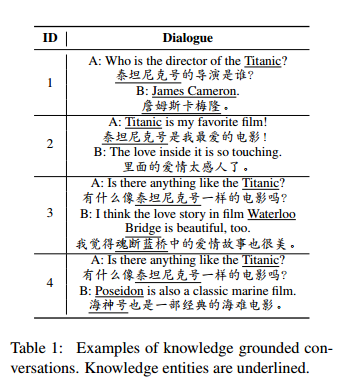 ID Dialogue
A: Who is the director of the Titanic?
泰坦尼克号的导演是谁?
1
B: James Cameron.
詹姆斯卡梅隆。
A: Titanic is my favorite film!
泰坦尼克号是我最爱的电影!
2
B: The love inside it is so touching.
里面的爱情太感人了。
A: Is there anything like the Titanic?
有什么像泰坦尼克号一样的电影吗?
3
B: I think the love story in film Waterloo
Bridge is beautiful, too.
我觉得魂断蓝桥中的爱情故事也很美。
A: Is there anything like the Titanic?
有什么像泰坦尼克号一样的电影吗?
4
B: Poseidon is also a classic marine film.
海神号也是一部经典的海难电影。
Table 1: Examples of knowledge grounded con-
versations. Knowledge entities are underlined.